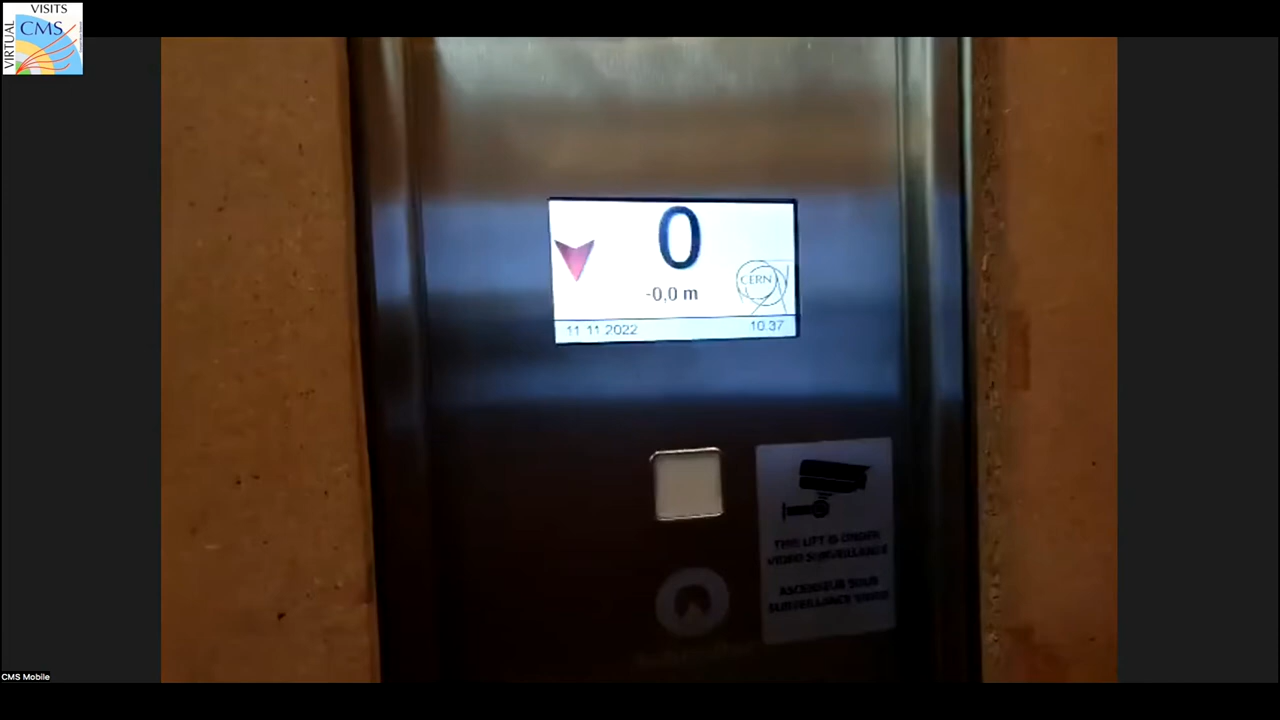 VISITS
VIRTUAL
CMS
0
-0,0 m
CERN
11 11 2022
10.37
THIS LIFT IS UNDER
VIDEO SURVEILLANCE
ASCENSEUR SOUS
SURVEILLANCE VIDEO
CMS Mobile